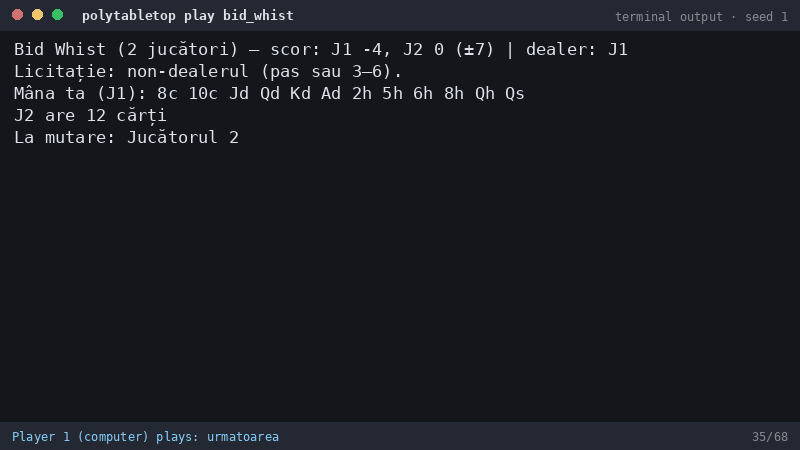 polytabletop play bid_whist
terminal output · seed 1
Bid Whist (2 jucători) — scor: J1 -4, J2 0 (±7) | dealer: J1
Licitație: non-dealerul (pas sau 3–6).
Mâna ta (J1): 8c 10c Jd Qd Kd Ad 2h 5h 6h 8h Qh Qs
J2 are 12 cărți
La mutare: Jucătorul 2
Player 1 (computer) plays: urmatoarea
35/68